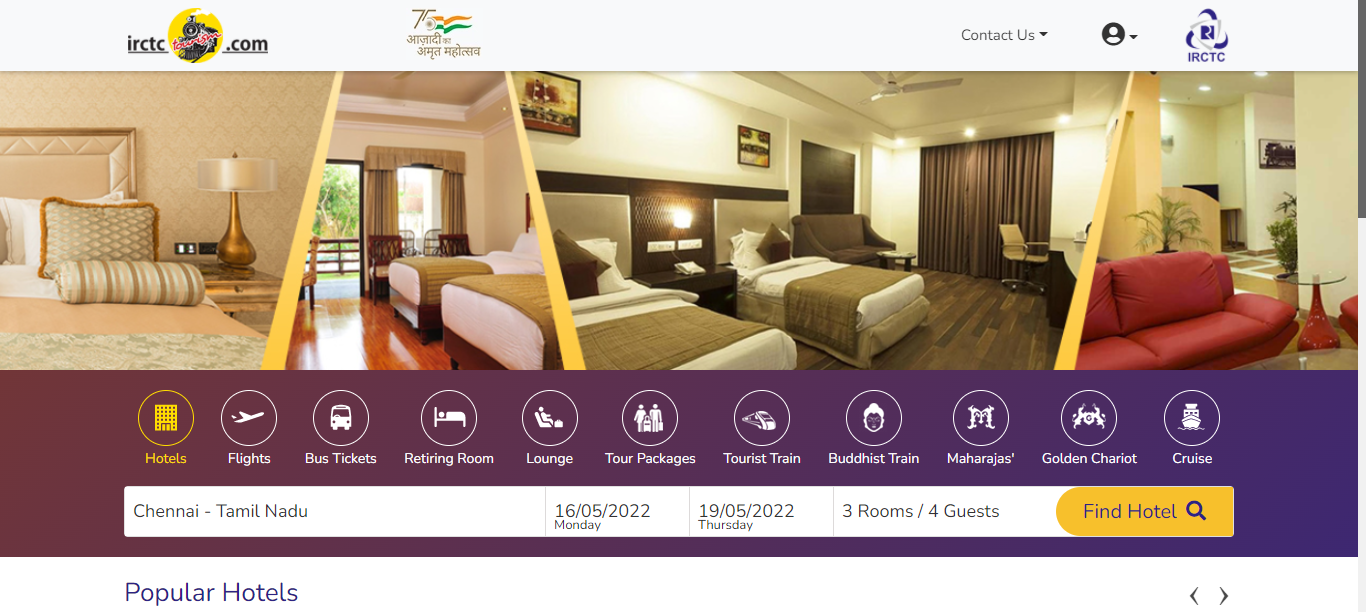 irctc tourism .com
75
आज़ादी का
अमृत महोत्सव
Contact Us
IRCTC
Hotels
Flights
Bus Tickets
Retiring Room
Lounge
Tour Packages
Tourist Train
Buddhist Train
Maharajas'
Golden Chariot
Cruise
Chennai - Tamil Nadu
16/05/2022
Monday
19/05/2022
Thursday
3 Rooms / 4 Guests
Find Hotel
Popular Hotels